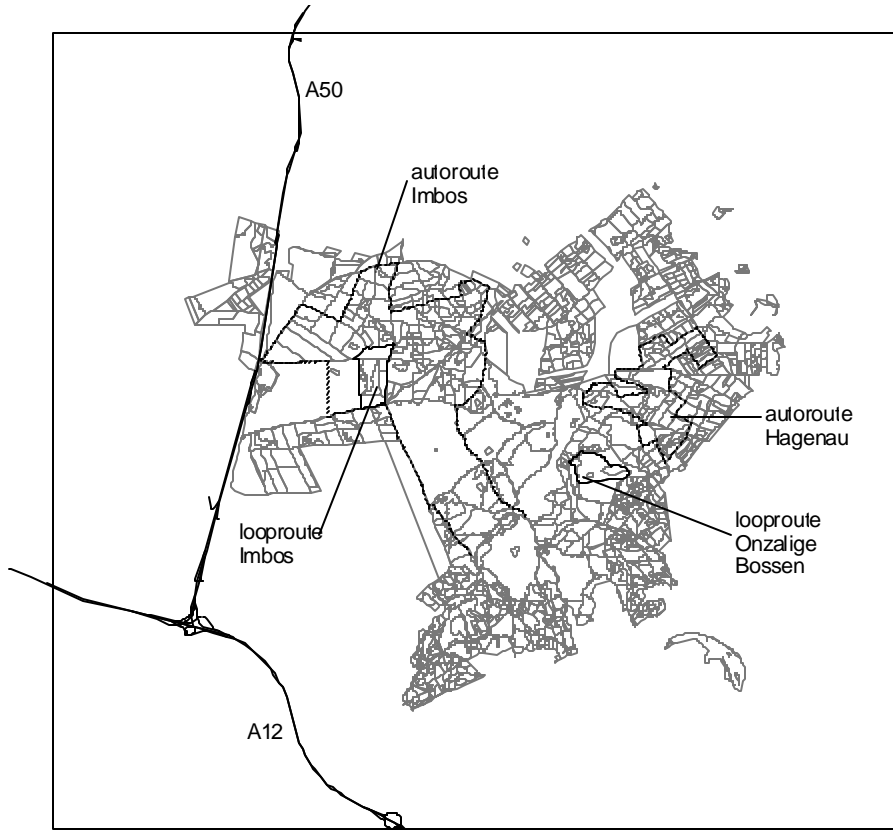 A50
autoroute
Imbos
autoroute
Hagenau
looproute
Imbos
looproute
Onzalige
Bossen
A12